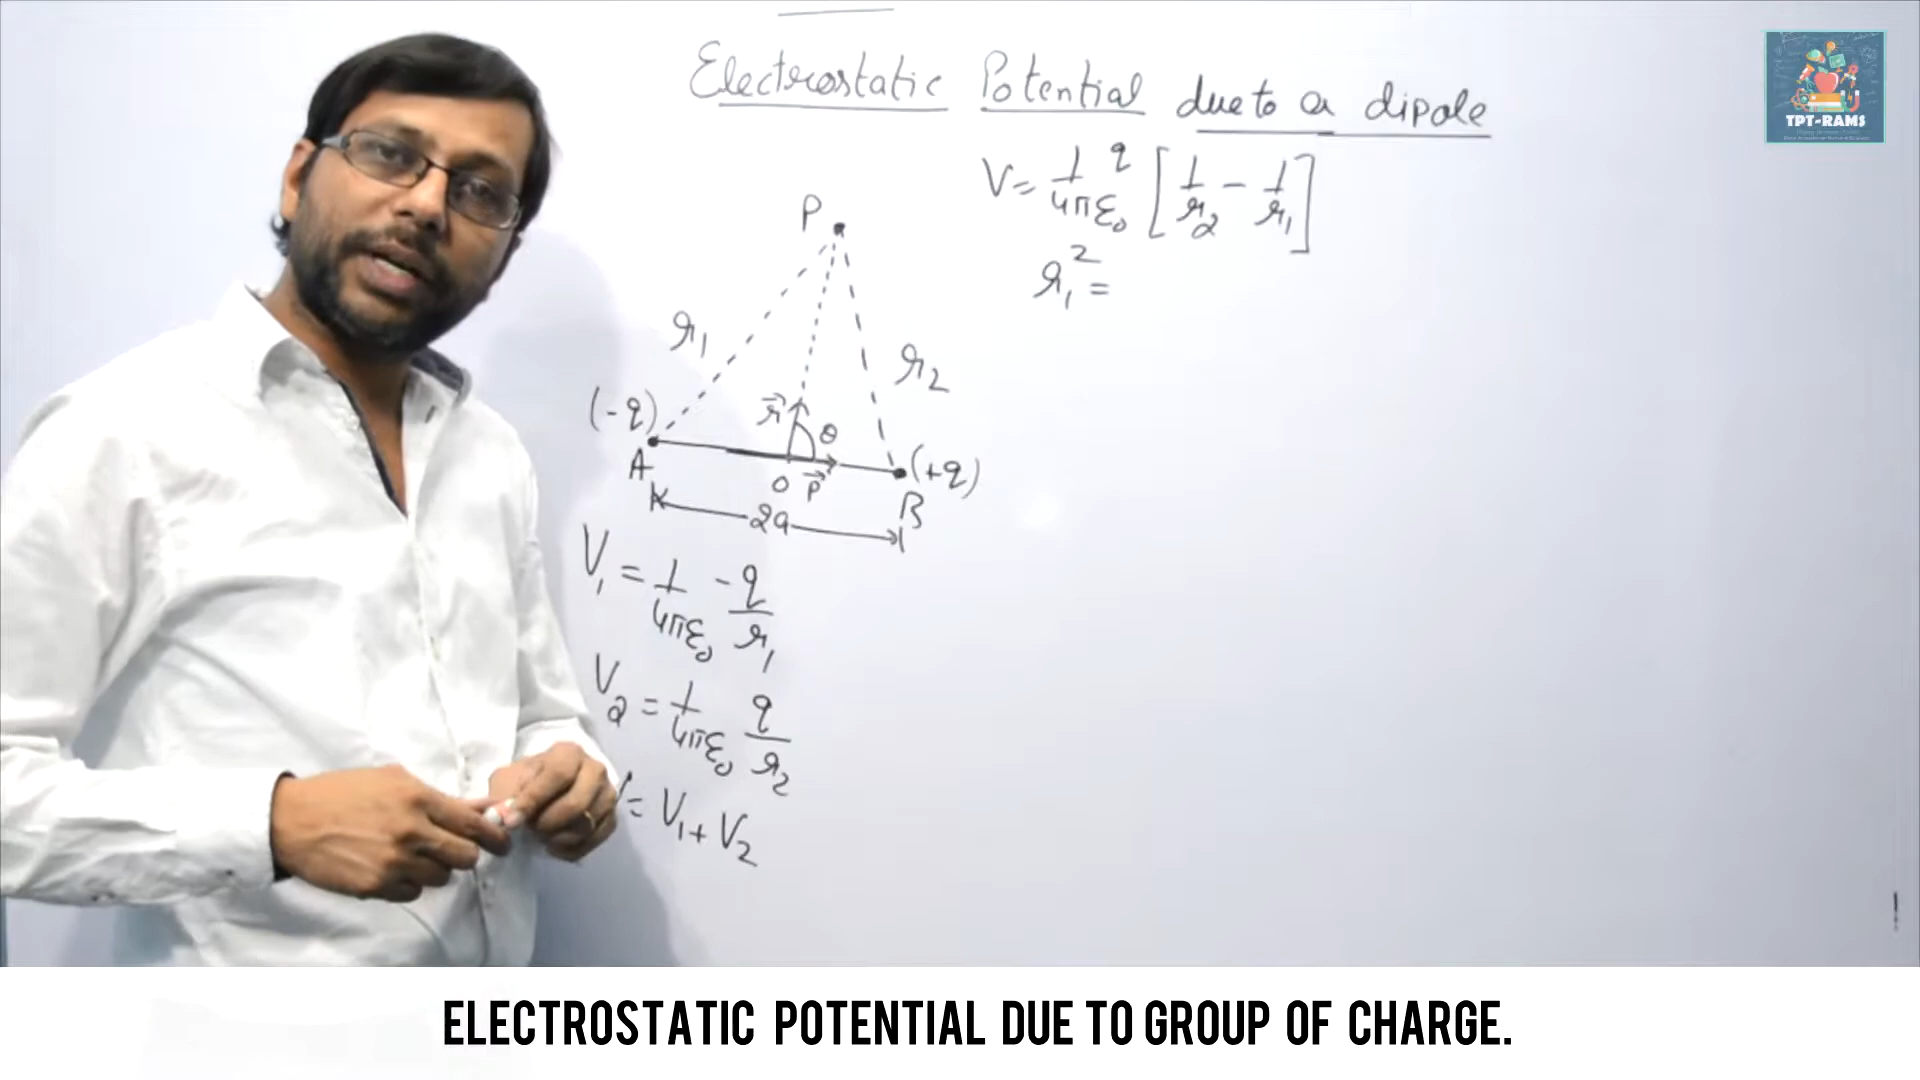 Electrostatic Potential due to a dipole
TPT-RAMS
V = 1/4πε₀ q [1/r₂ - 1/r₁]
r₁² =
P
r₁
r₂
(-q)
r⃗
θ
(+q)
A
O
p⃗
B
2a
V₁ = 1/4πε₀ -q/r₁
V₂ = 1/4πε₀ q/r₂
V = V₁ + V₂
ELECTROSTATIC POTENTIAL DUE TO GROUP OF CHARGE.